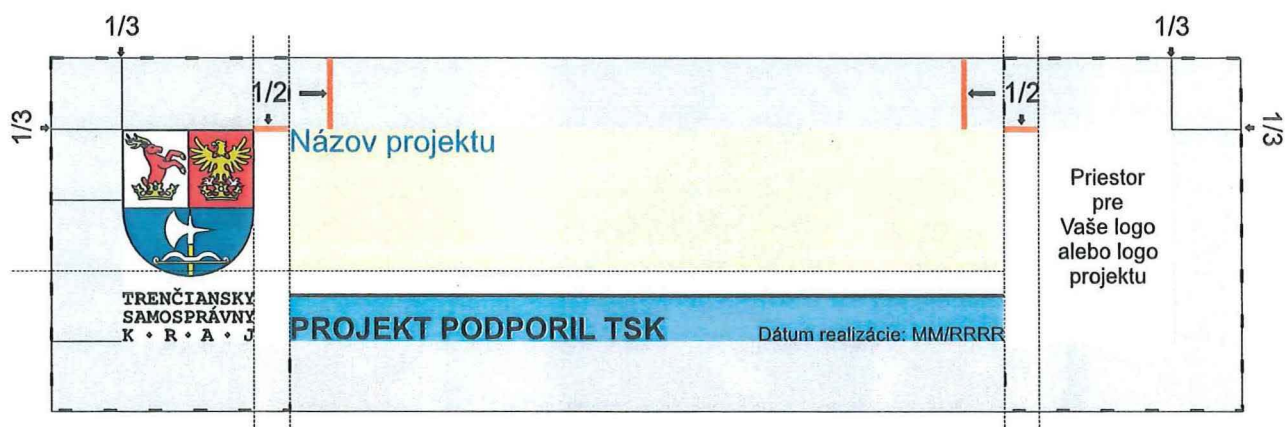 1/3
1/3
1/2
1/2
1/3
1/3
Názov projektu
Priestor
pre
Vaše logo
alebo logo
projektu
TRENČIANSKY
SAMOSPRÁVNY
K • R • A • J
PROJEKT PODPORIL TSK
Dátum realizácie: MM/RRRR